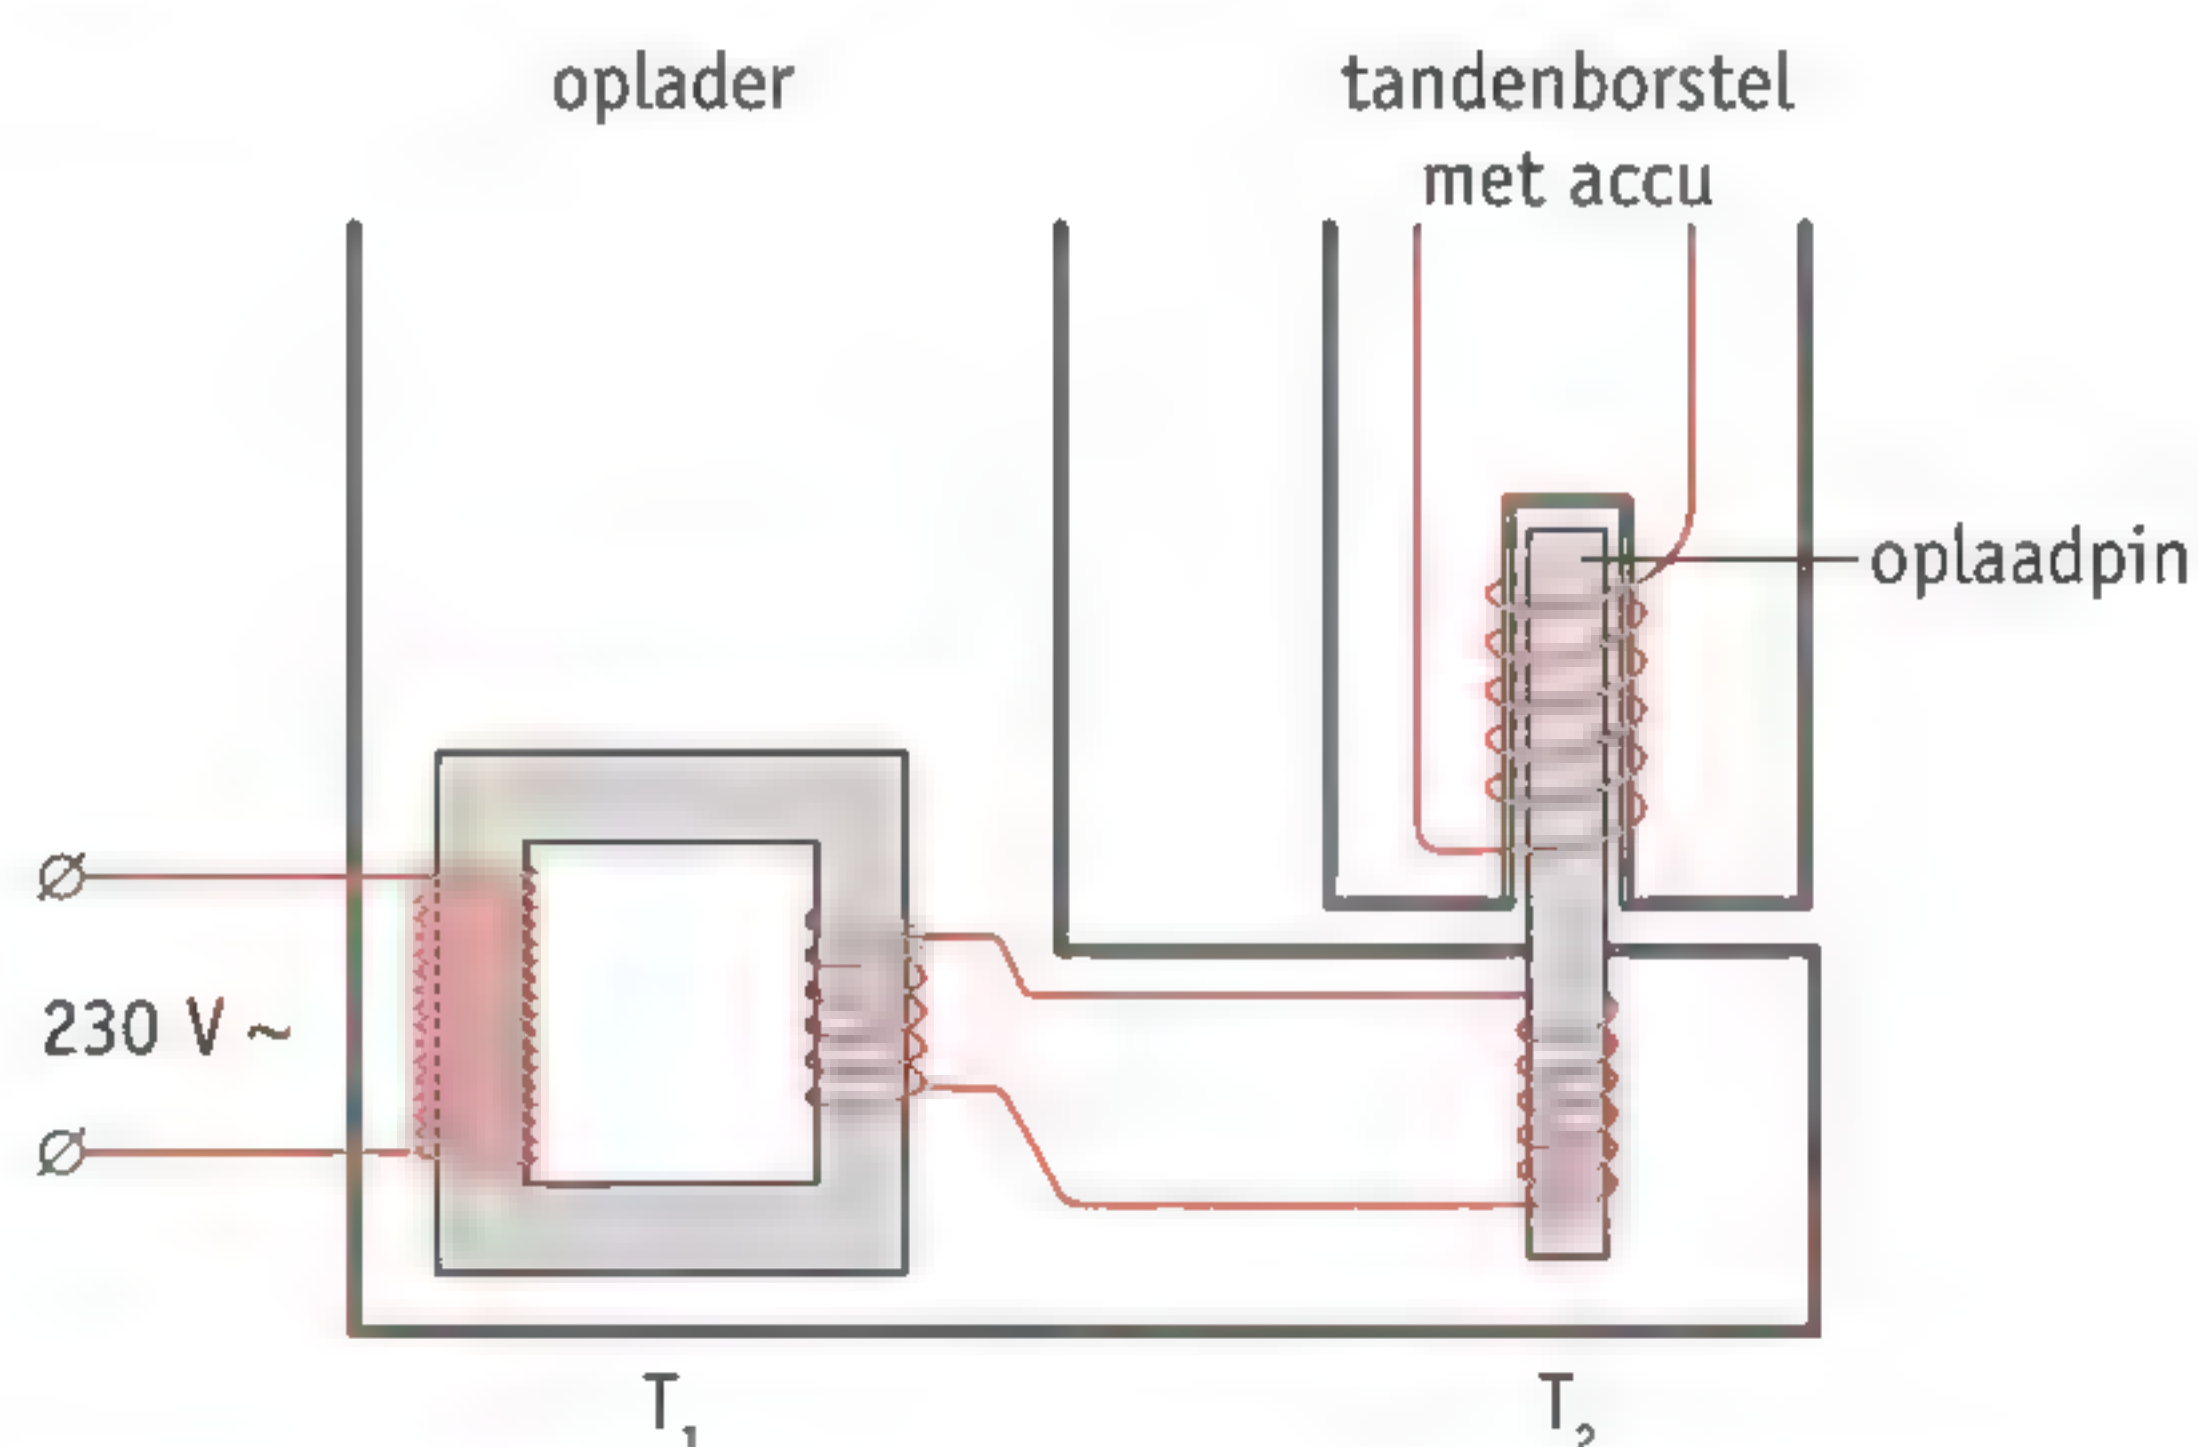 oplader
tandenborstel
met accu
oplaadpin
230 V ~
T₁
T₂